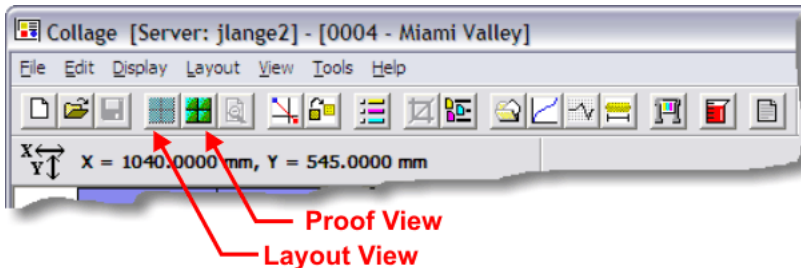 Collage [Server: jlange2] - [0004 - Miami Valley]
File Edit Display Layout View Tools Help
X Y X = 1040.0000 mm, Y = 545.0000 mm
Proof View
Layout View